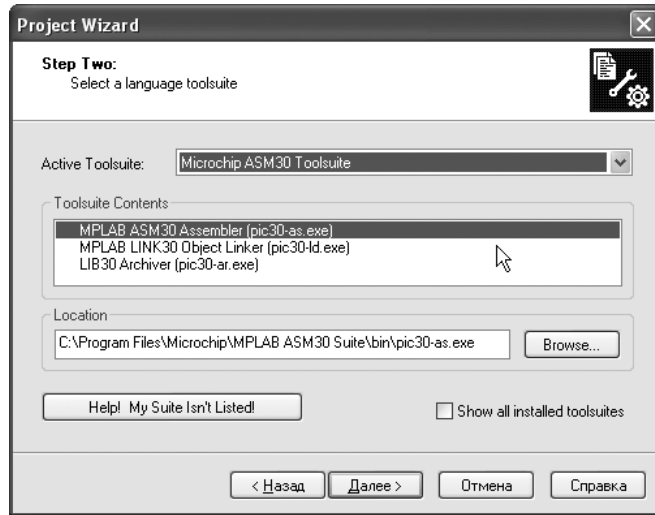 Project Wizard
Step Two:
Select a language toolsuite
Active Toolsuite: Microchip ASM30 Toolsuite
Toolsuite Contents
MPLAB ASM30 Assembler (pic30-as.exe)
MPLAB LINK30 Object Linker (pic30-ld.exe)
LIB30 Archiver (pic30-ar.exe)
Location
C:\Program Files\Microchip\MPLAB ASM30 Suite\bin\pic30-as.exe Browse...
Help! My Suite Isn't Listed! Show all installed toolsuites
< Назад Далее > Отмена Справка